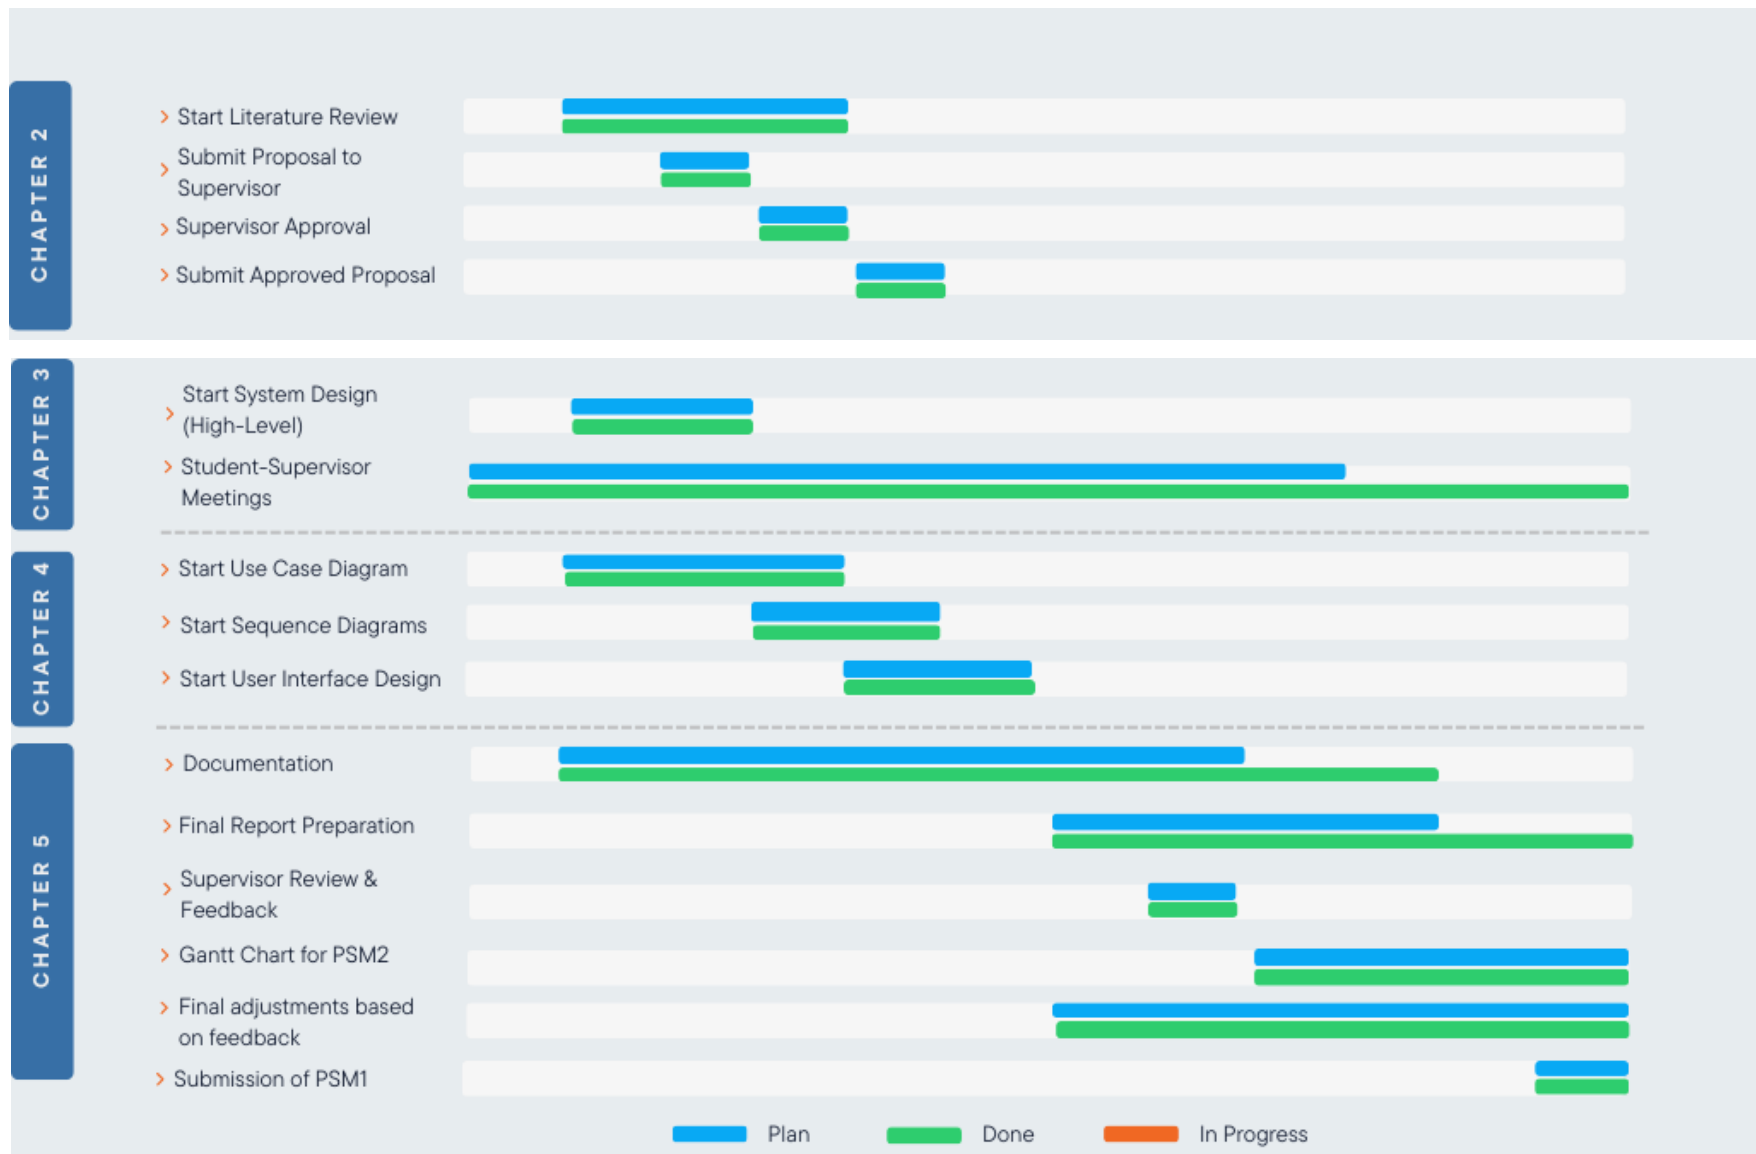 CHAPTER 2
Start Literature Review
Submit Proposal to
Supervisor
Supervisor Approval
Submit Approved Proposal
CHAPTER 3
Start System Design
(High-Level)
Student-Supervisor
Meetings
CHAPTER 4
Start Use Case Diagram
Start Sequence Diagrams
Start User Interface Design
CHAPTER 5
Documentation
Final Report Preparation
Supervisor Review &
Feedback
Gantt Chart for PSM2
Final adjustments based
on feedback
Submission of PSM1
Plan
Done
In Progress